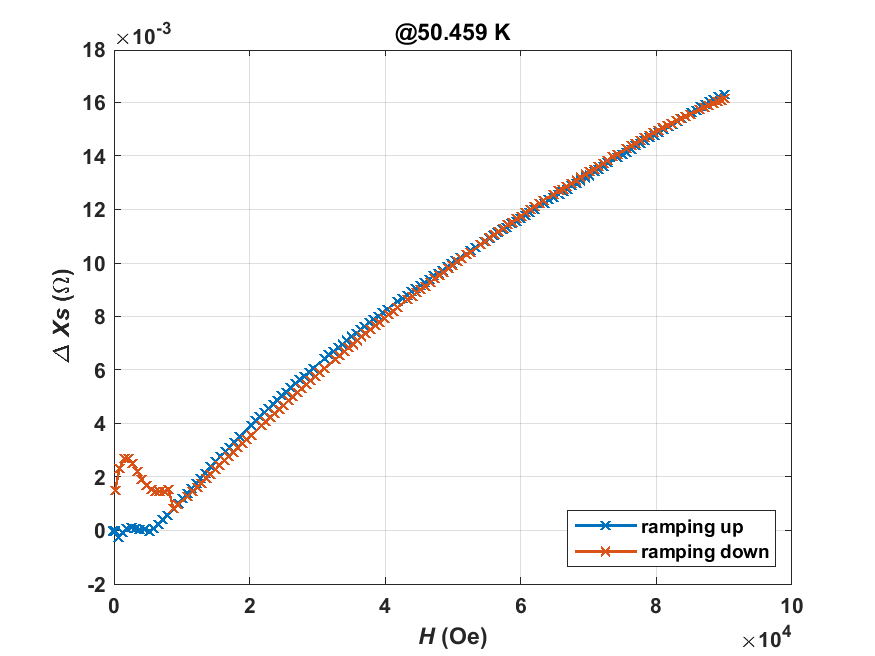 @50.459 K
×10-3
18
16
14
12
10
8
6
4
2
0
-2
Δ Xs (Ω)
0 2 4 6 8 10
H (Oe)
×104
ramping up
ramping down